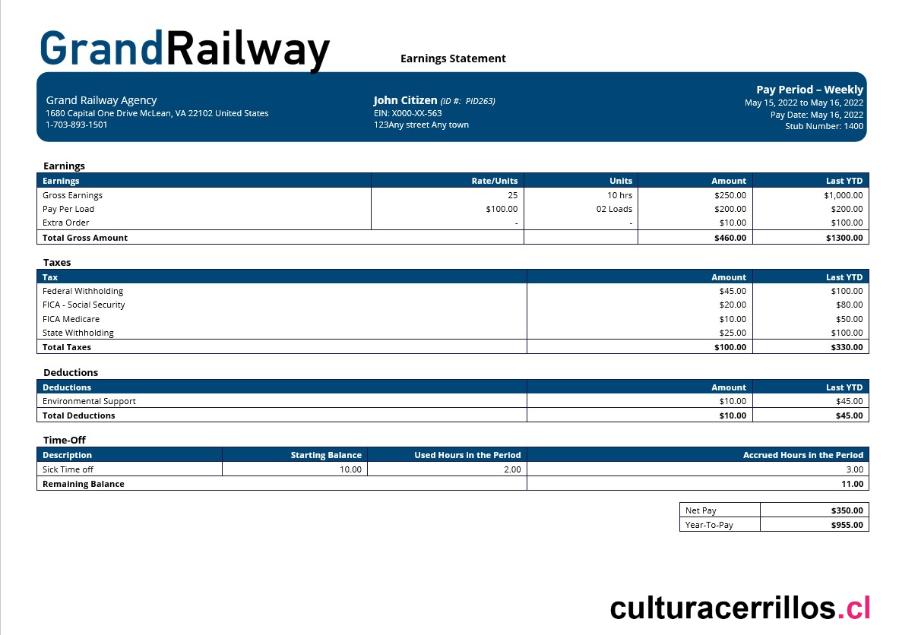 GrandRailway
Earnings Statement
Grand Railway Agency
1680 Capital One Drive McLean, VA 22102 United States
1-703-893-1501
John Citizen (ID #: PID263)
EIN: X000-XX-563
123Any street Any town
Pay Period – Weekly
May 15, 2022 to May 16, 2022
Pay Date: May 16, 2022
Stub Number: 1400
Earnings
Earnings Rate/Units Units Amount Last YTD
Gross Earnings 25 10 hrs $250.00 $1,000.00
Pay Per Load $100.00 02 Loads $200.00 $200.00
Extra Order - - $10.00 $100.00
Total Gross Amount $460.00 $1300.00
Taxes
Tax Amount Last YTD
Federal Withholding $45.00 $100.00
FICA - Social Security $20.00 $80.00
FICA Medicare $10.00 $50.00
State Withholding $25.00 $100.00
Total Taxes $100.00 $330.00
Deductions
Deductions Amount Last YTD
Environmental Support $10.00 $45.00
Total Deductions $10.00 $45.00
Time-Off
Description Starting Balance Used Hours in the Period Accrued Hours in the Period
Sick Time off 10.00 2.00 3.00
Remaining Balance 11.00
Net Pay $350.00
Year-To-Pay $955.00
culturacerrillos.cl